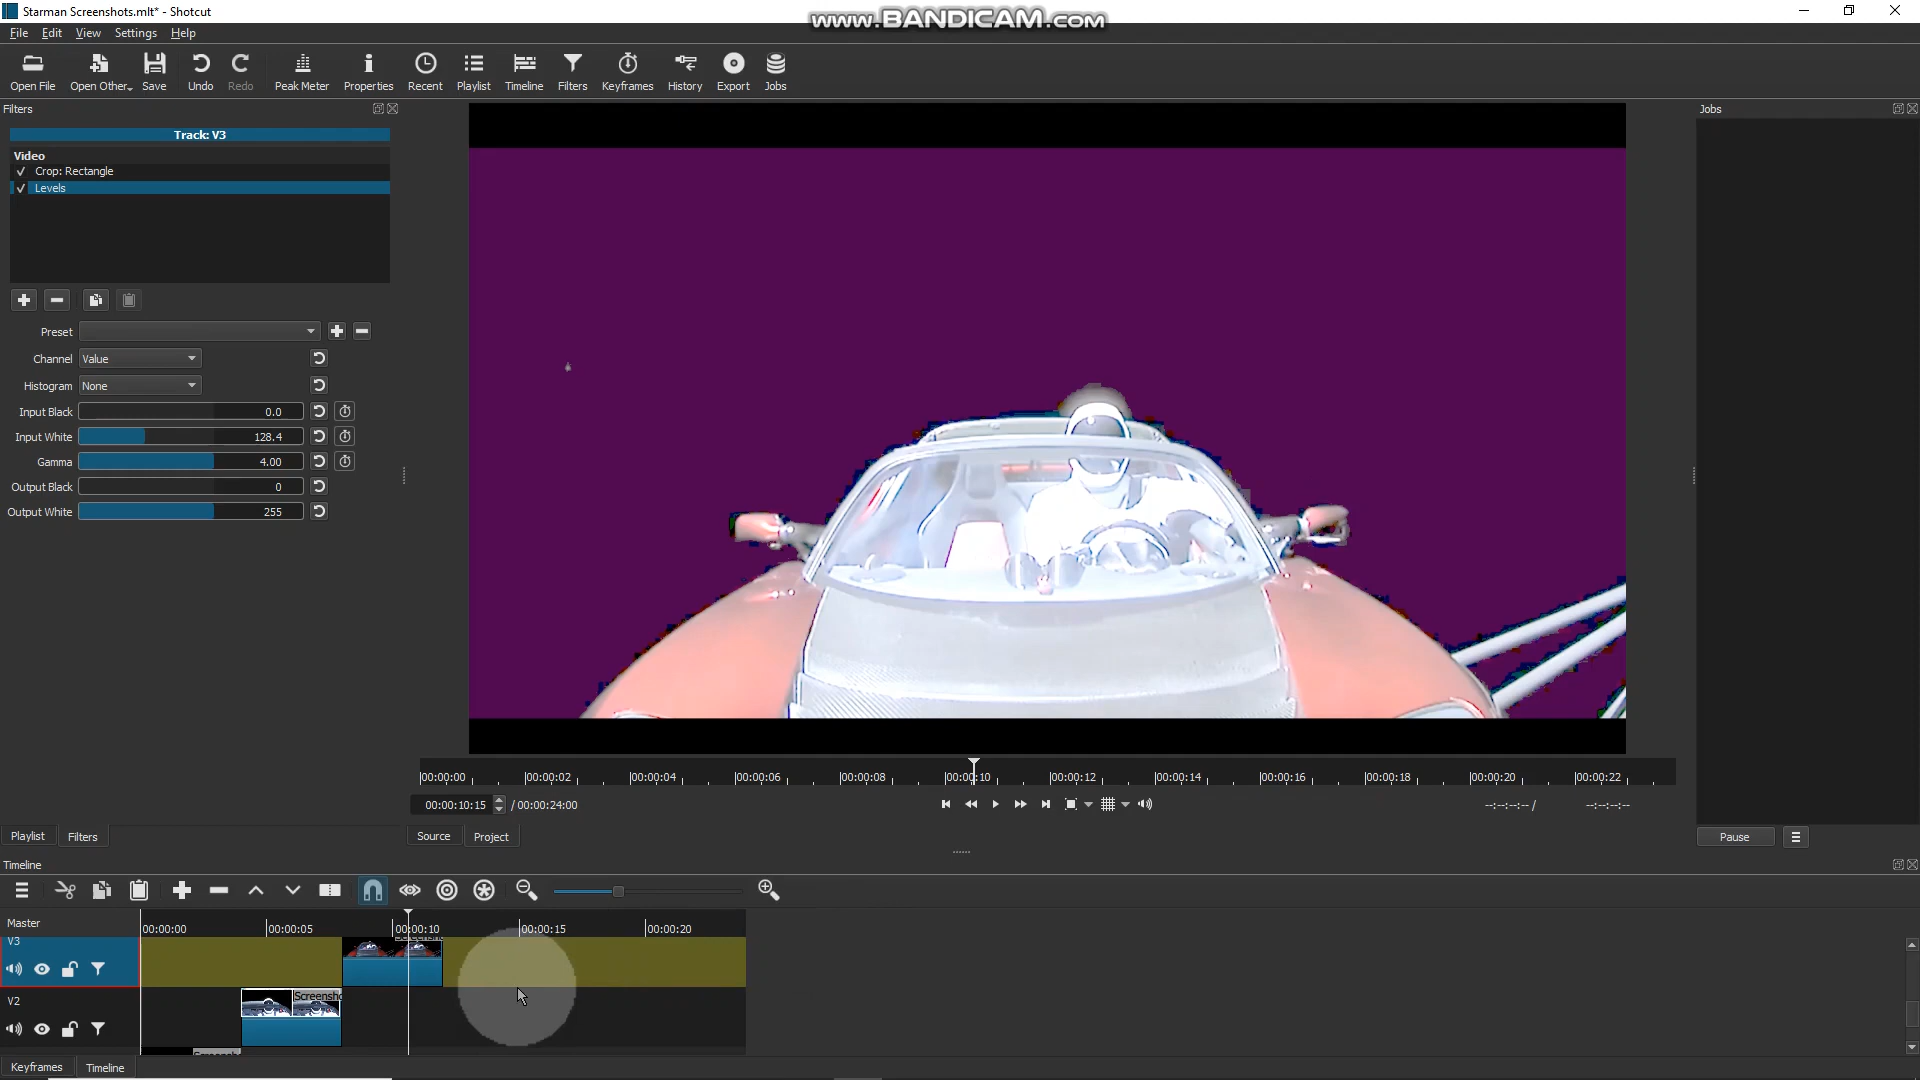 Starman Screenshots.mlt* - Shotcut
www.BANDICAM.com
File Edit View Settings Help
Open File Open Other... Save Undo Redo Peak Meter Properties Recent Playlist Timeline Filters Keyframes History Export Jobs
Filters
Jobs
Track: V3
Video
✓ Crop: Rectangle
✓ Levels
Preset
Channel Value
Histogram None
Input Black 0.0
Input White 128.4
Gamma 4.00
Output Black 0
Output White 255
00:00:00 00:00:02 00:00:04 00:00:06 00:00:08 00:00:10 00:00:12 00:00:14 00:00:16 00:00:18 00:00:20 00:00:22
00:00:10:15 / 00:00:24:00 --:--:--:-- / --:--:--:--
Playlist Filters Source Project Pause
Timeline
Master 00:00:00 00:00:05 00:00:10 00:00:15 00:00:20
V3
V2 Screensho
Keyframes Timeline